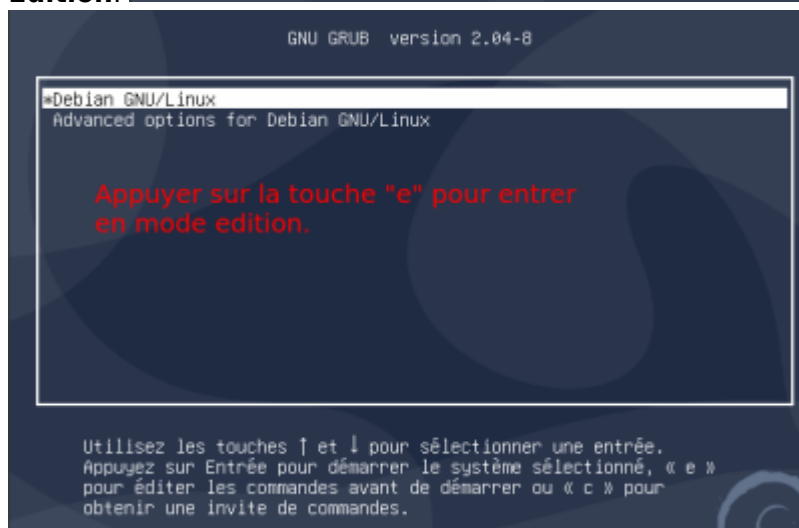 Edition.
GNU GRUB version 2.04-8
*Debian GNU/Linux
Advanced options for Debian GNU/Linux
Appuyer sur la touche "e" pour entrer
en mode edition.
Utilisez les touches ↑ et ↓ pour sélectionner une entrée.
Appuyez sur Entrée pour démarrer le système sélectionné, « e »
pour éditer les commandes avant de démarrer ou « c » pour
obtenir une invite de commandes.